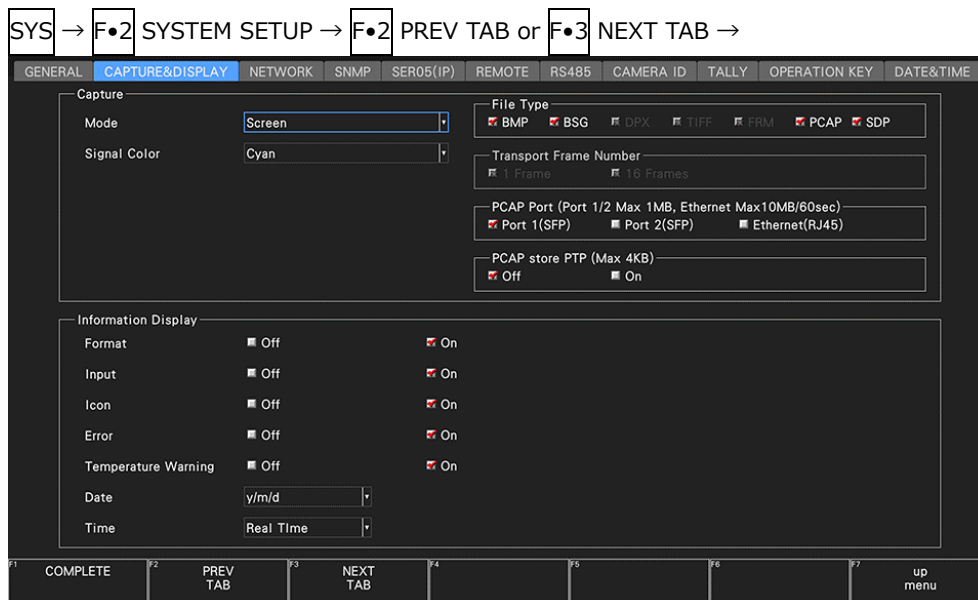 SYS → F•2 SYSTEM SETUP → F•2 PREV TAB or F•3 NEXT TAB →
GENERAL CAPTURE&DISPLAY NETWORK SNMP SER05(IP) REMOTE RS485 CAMERA ID TALLY OPERATION KEY DATE&TIME
Capture
Mode Screen
Signal Color Cyan
File Type
BMP BSG DPX TIFF FRM PCAP SDP
Transport Frame Number
1 Frame 16 Frames
PCAP Port (Port 1/2 Max 1MB, Ethernet Max10MB/60sec)
Port 1(SFP) Port 2(SFP) Ethernet(RJ45)
PCAP store PTP (Max 4KB)
Off On
Information Display
Format Off On
Input Off On
Icon Off On
Error Off On
Temperature Warning Off On
Date y/m/d
Time Real TIme
F1 COMPLETE F2 PREV TAB F3 NEXT TAB F4 F5 F6 F7 up menu